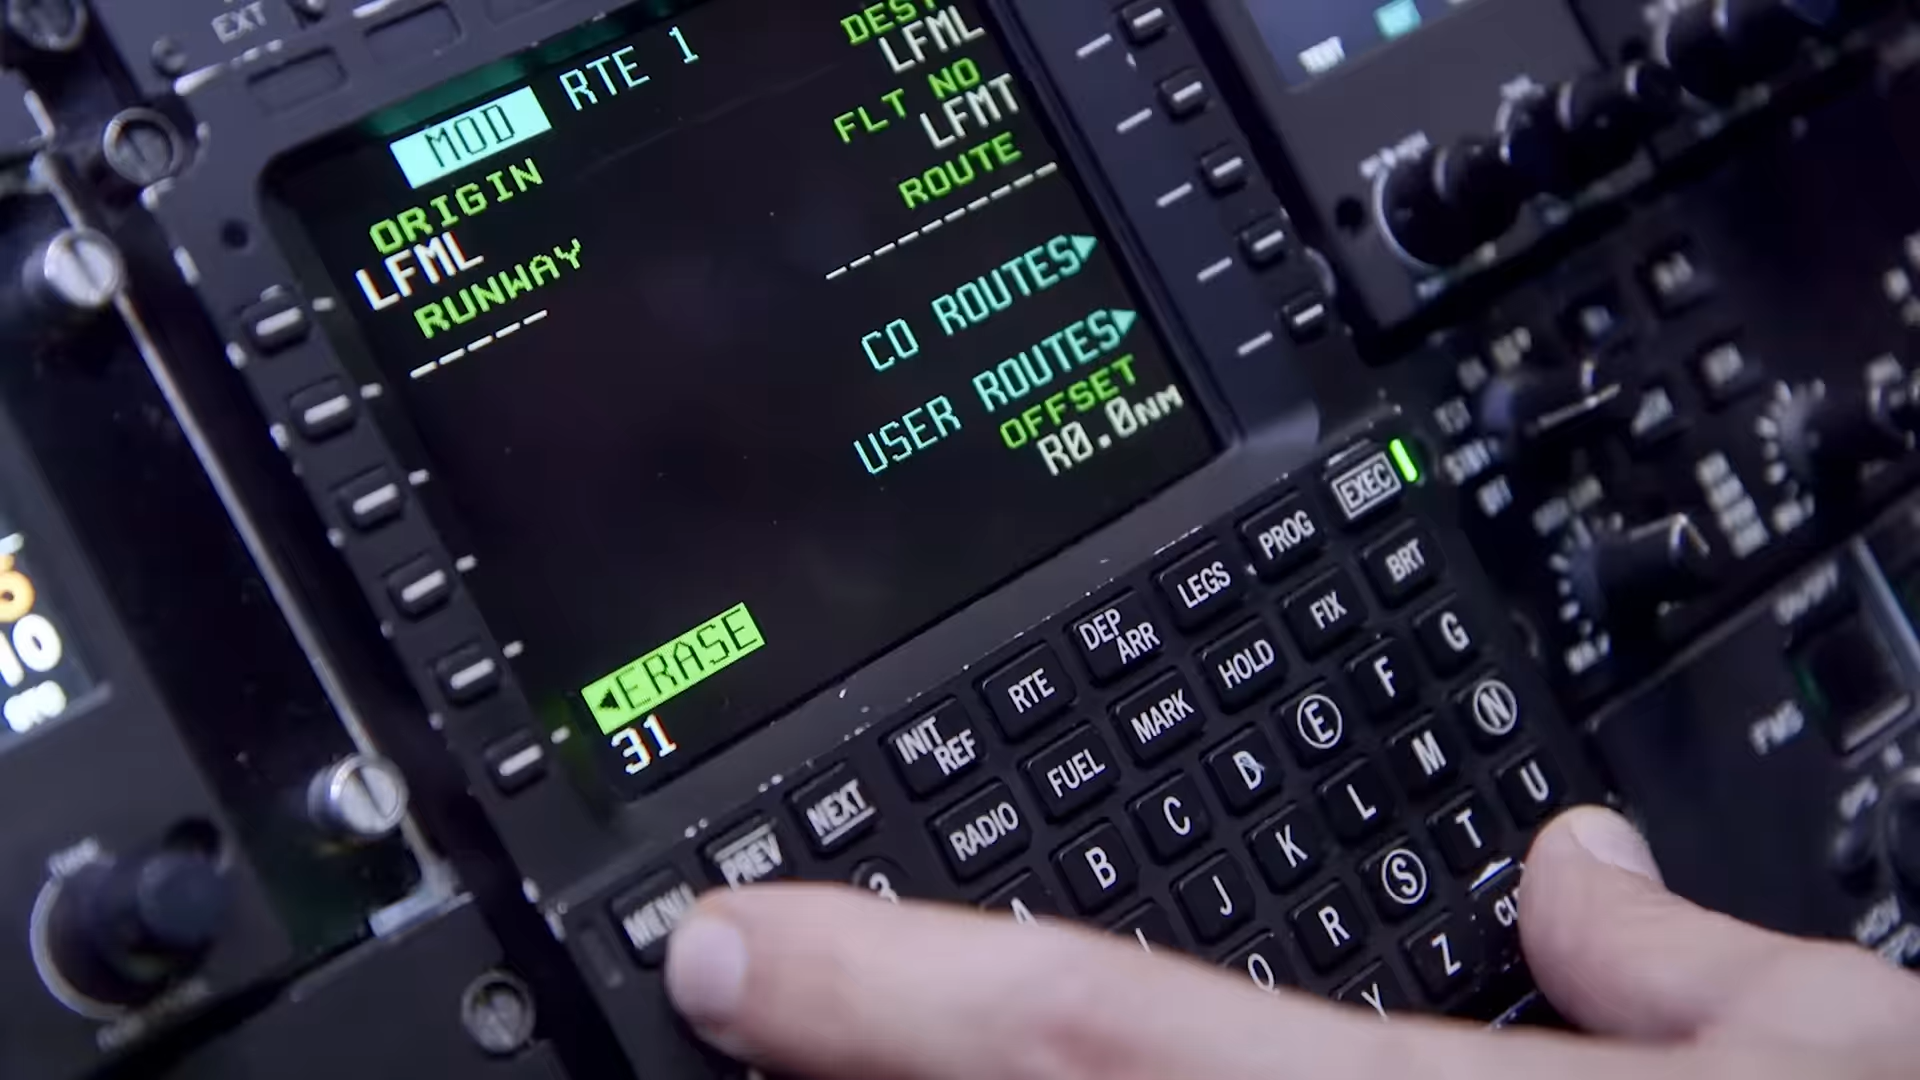 EXT
MOD RTE 1
DEST
LFML
ORIGIN
LFML
FLT NO
LFMT
RUNWAY
-----
ROUTE
----------
CO ROUTES
USER ROUTES
OFFSET
R0.0NM
ERASE
31
10
EXEC
INIT REF
RTE
DEP ARR
LEGS
PROG
RADIO
FUEL
MARK
HOLD
FIX
BRT
MENU
PREV
NEXT
3
A
B
C
D
E
F
G
J
K
L
M
N
Q
R
S
T
U
Y
Z